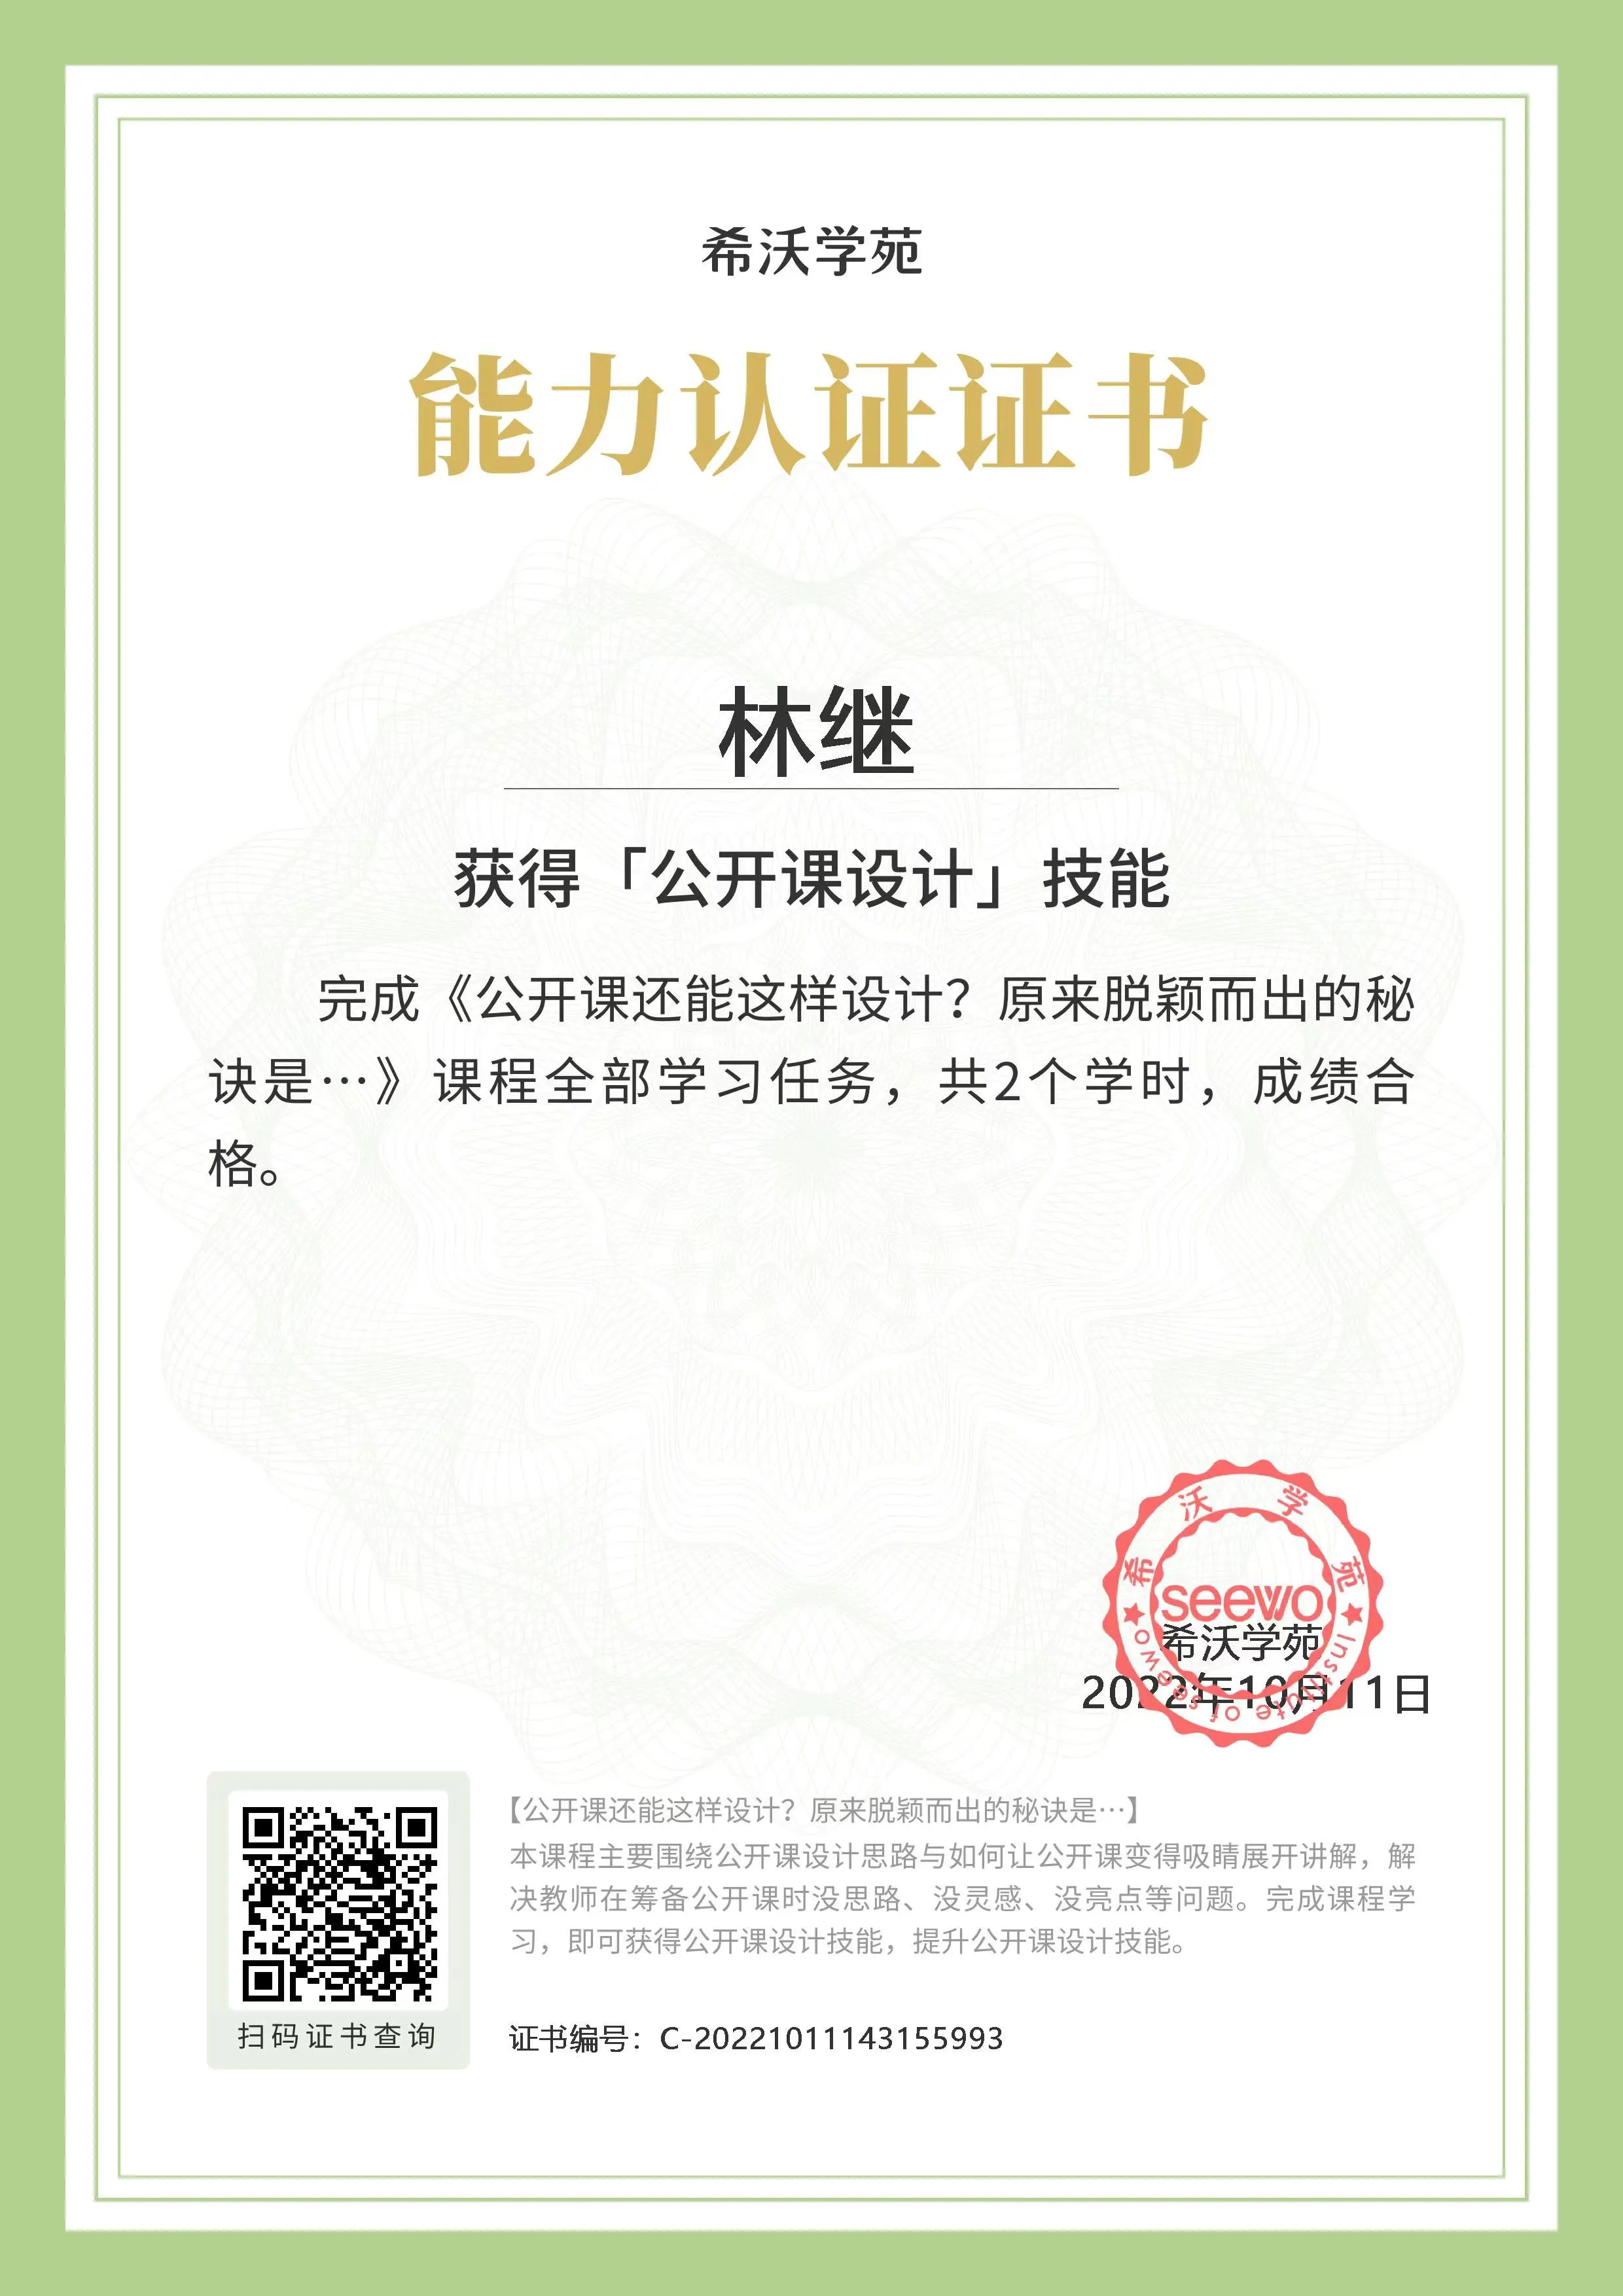 希沃学苑
能力认证证书
林继
获得「公开课设计」技能
完成《公开课还能这样设计？原来脱颖而出的秘
诀是…》课程全部学习任务，共2个学时，成绩合
格。
希沃学苑
seewo
Institute of seewo
希沃学苑
2022年10月11日
【公开课还能这样设计？原来脱颖而出的秘诀是…】
本课程主要围绕公开课设计思路与如何让公开课变得吸睛展开讲解，解
决教师在筹备公开课时没思路、没灵感、没亮点等问题。完成课程学
习，即可获得公开课设计技能，提升公开课设计技能。
扫码证书查询
证书编号：C-20221011143155993